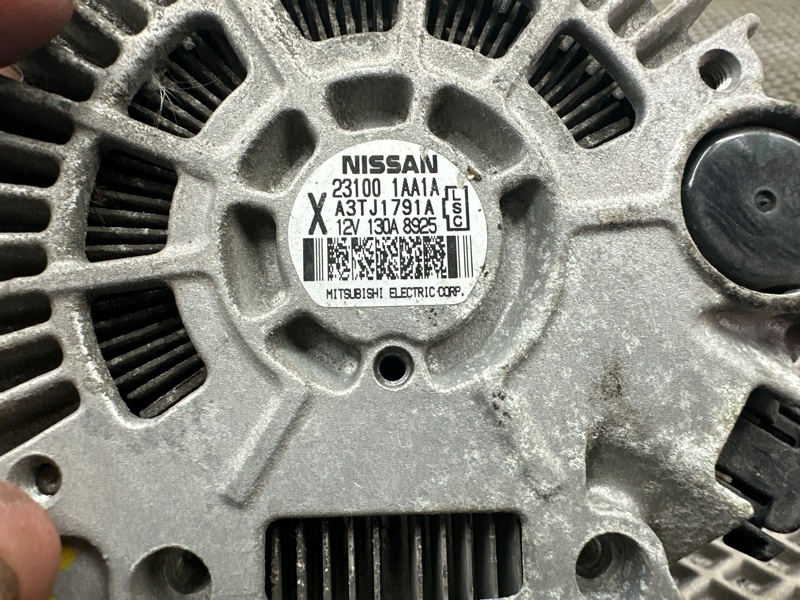 NISSAN
23100 1AA1A
X A3TJ1791A LSC
12V 130A 8925
MITSUBISHI ELECTRIC CORP.